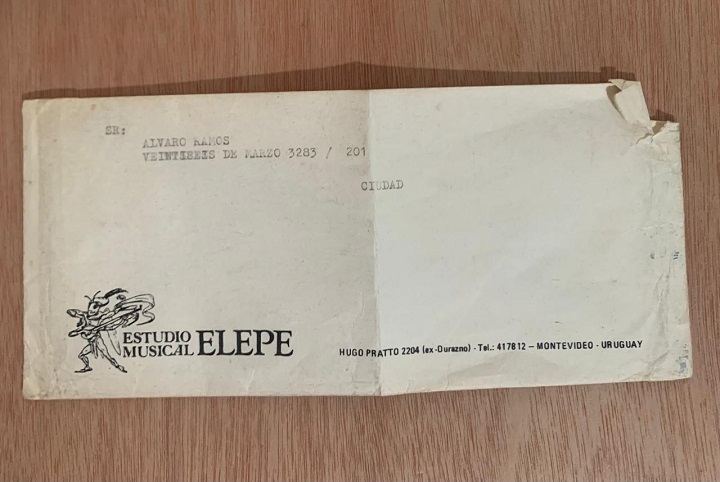 SR:
ALVARO RAMOS
VEINTISEIS DE MARZO 3283 / 201
CIUDAD
ESTUDIO
MUSICAL ELEPE
HUGO PRATTO 2204 (ex-Durazno) - Tel.: 417812 — MONTEVIDEO - URUGUAY